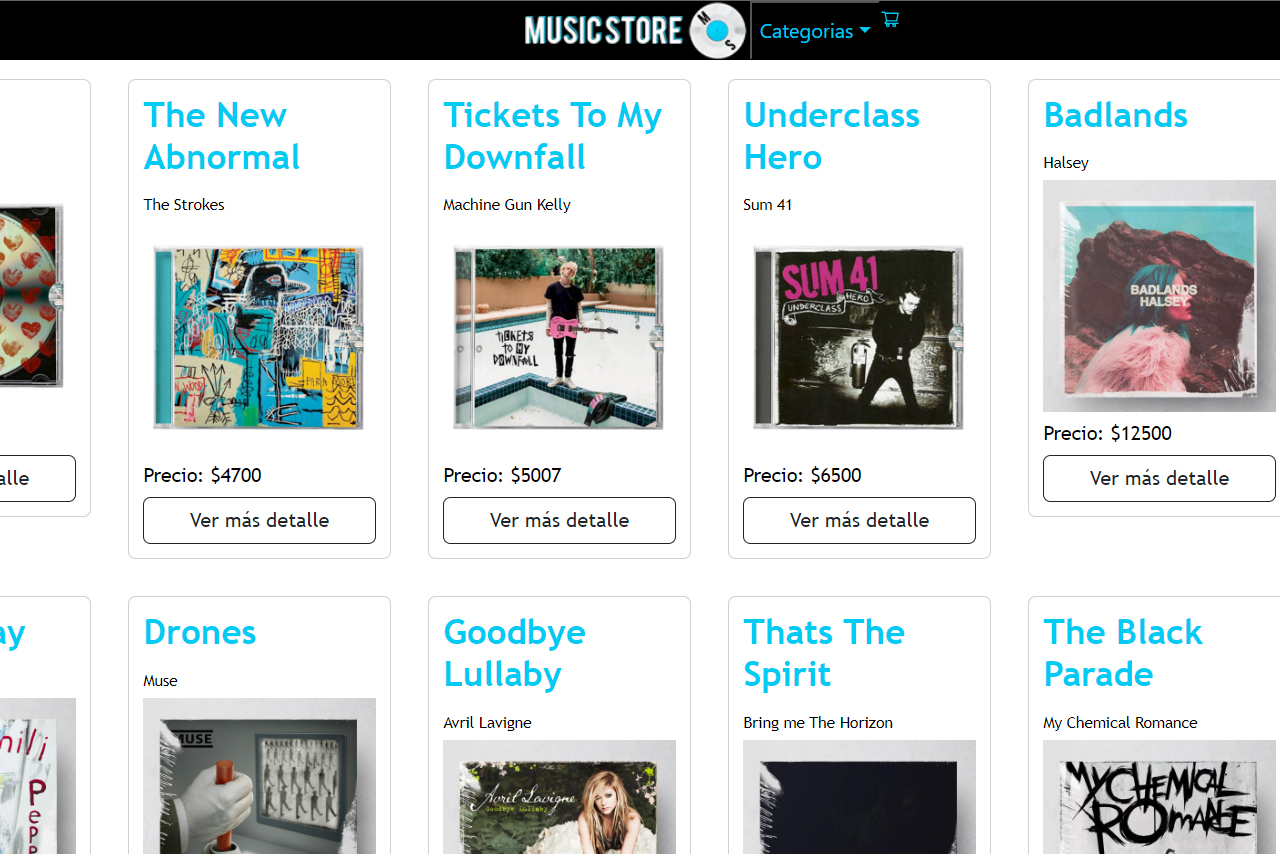 MUSIC STORE
M
S
Categorias
The New
Abnormal
The Strokes
Precio: $4700
Ver más detalle
Tickets To My
Downfall
Machine Gun Kelly
TICKETS
TO MY
DOWNFALL
Precio: $5007
Ver más detalle
Underclass
Hero
Sum 41
SUM 41
UNDERCLASS HERO
Precio: $6500
Ver más detalle
Badlands
Halsey
BADLANDS
HALSEY
Precio: $12500
Ver más detalle
alle
ay
Drones
Muse
MUSE
Goodbye
Lullaby
Avril Lavigne
Avril Lavigne
Goodbye Lullaby
Thats The
Spirit
Bring me The Horizon
The Black
Parade
My Chemical Romance
MY CHEMICAL
ROMANCE